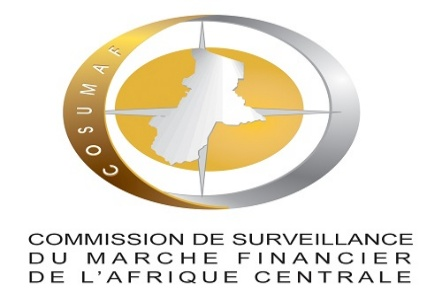 COSUMAF
COMMISSION DE SURVEILLANCE
DU MARCHE FINANCIER
DE L'AFRIQUE CENTRALE